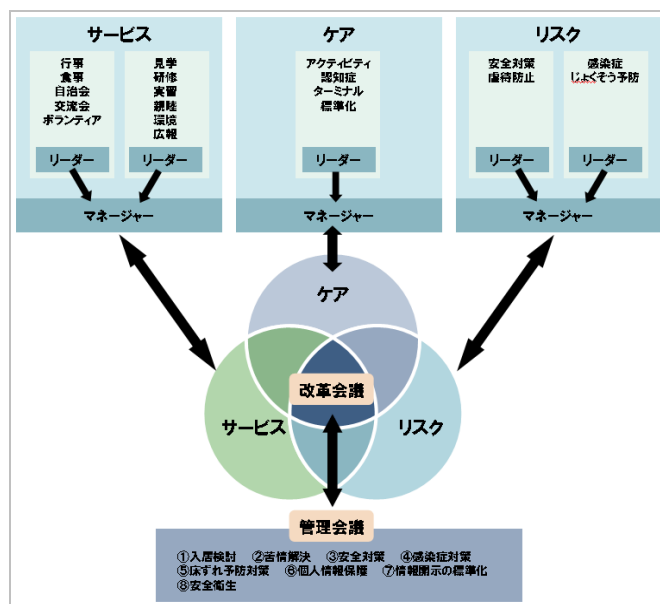 サービス
行事
食事
自治会
交流会
ボランティア
リーダー
見学
研修
実習
親睦
環境
広報
リーダー
マネージャー
ケア
アクティビティ
認知症
ターミナル
標準化
リーダー
マネージャー
リスク
安全対策
虐待防止
リーダー
感染症
じょくそう予防
リーダー
マネージャー
ケア
改革会議
サービス
リスク
管理会議
①入居検討 ②苦情解決 ③安全対策 ④感染症対策
⑤床ずれ予防対策 ⑥個人情報保護 ⑦情報開示の標準化
⑧安全衛生